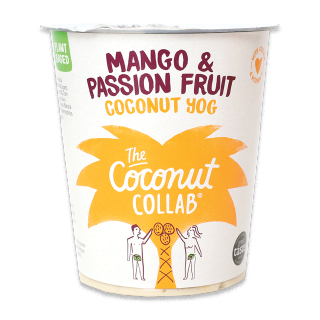 PLANT
BASED
MANGO &
PASSION FRUIT
COCONUT YOG
The
Coconut
COLLAB®